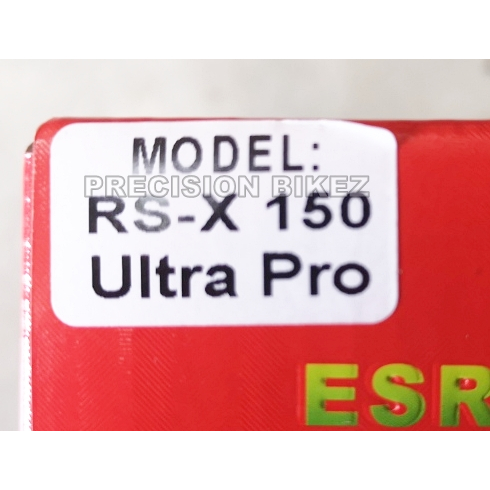 MODEL:
PRECISION BIKEZ
RS-X 150
Ultra Pro
ESR